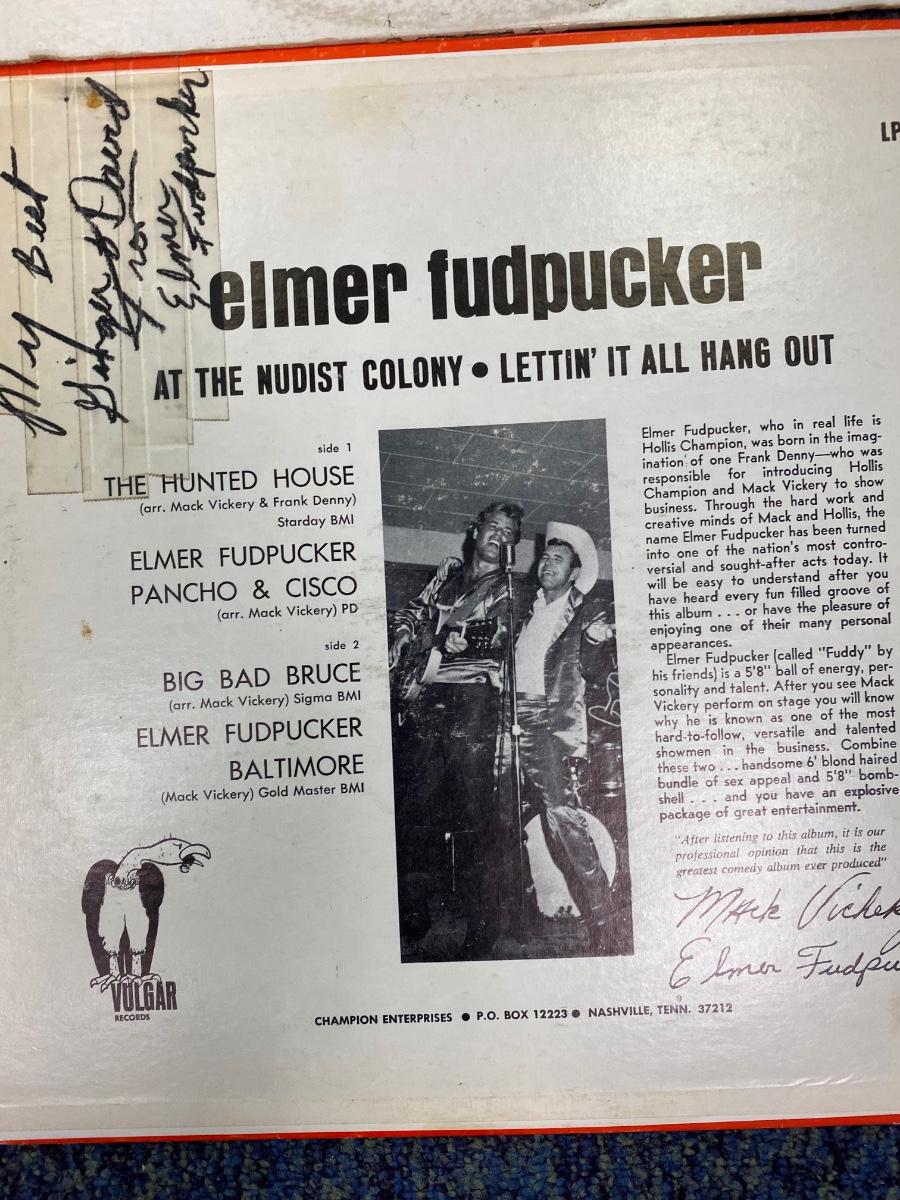 My Best
Ginger & Davis
from
Elmer
Fudpucker
LP
elmer fudpucker
AT THE NUDIST COLONY • LETTIN' IT ALL HANG OUT
side 1
THE HUNTED HOUSE
(arr. Mack Vickery & Frank Denny)
Starday BMI
ELMER FUDPUCKER
PANCHO & CISCO
(arr. Mack Vickery) PD
side 2
BIG BAD BRUCE
(arr. Mack Vickery) Sigma BMI
ELMER FUDPUCKER
BALTIMORE
(Mack Vickery) Gold Master BMI
Elmer Fudpucker, who in real life is
Hollis Champion, was born in the imag-
ination of one Frank Denny—who was
responsible for introducing Hollis
Champion and Mack Vickery to show
business. Through the hard work and
creative minds of Mack and Hollis, the
name Elmer Fudpucker has been turned
into one of the nation's most contro-
versial and sought-after acts today. It
will be easy to understand after you
have heard every fun filled groove of
this album . . . or have the pleasure of
enjoying one of their many personal
appearances.
Elmer Fudpucker (called "Fuddy" by
his friends) is a 5'8" ball of energy, per-
sonality and talent. After you see Mack
Vickery perform on stage you will know
why he is known as one of the most
hard-to-follow, versatile and talented
showmen in the business. Combine
these two . . . handsome 6' blond haired
bundle of sex appeal and 5'8" bomb-
shell . . . and you have an explosive
package of great entertainment.
"After listening to this album, it is our
professional opinion that this is the
greatest comedy album ever produced"
Mack Vicke
Elmer Fudpu
VULGAR
RECORDS
CHAMPION ENTERPRISES • P.O. BOX 12223 • NASHVILLE, TENN. 37212